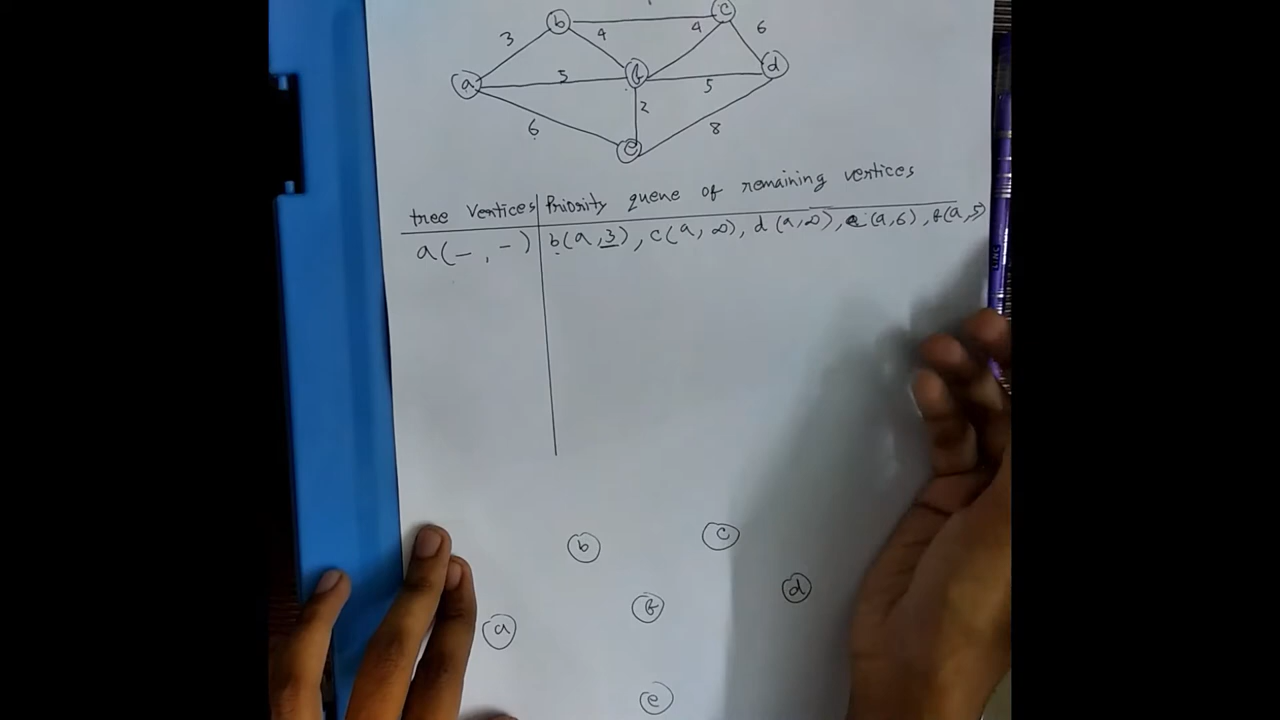 b c
3 4 4 6
a 5 f 5 d
2
6 8
e
tree vertices Priority queue of remaining vertices
a(-, -) b(a, 3), c(a, ∞), d(a, ∞), e(a, 6), f(a, 5)
b c
f d
a
e
LINC